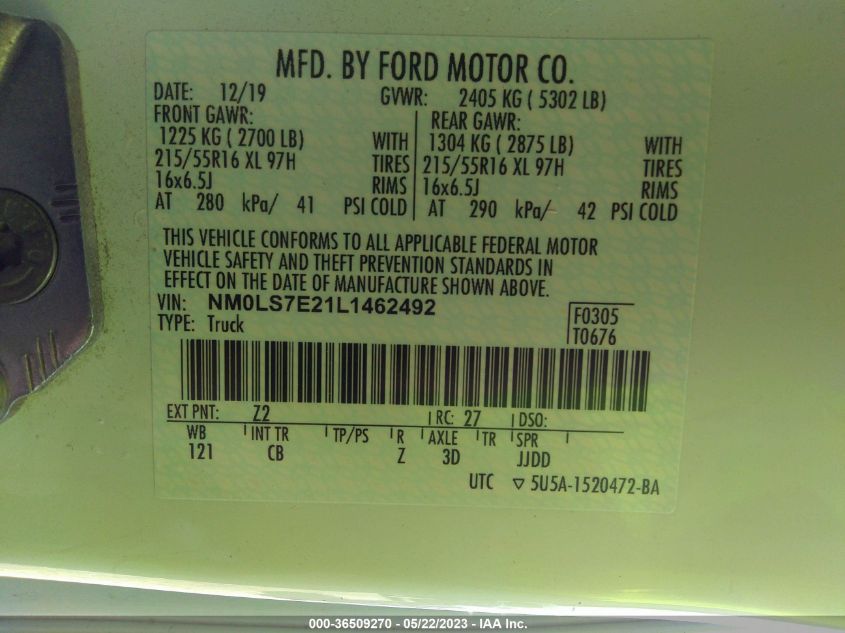 MFD. BY FORD MOTOR CO.
DATE: 12/19 GVWR: 2405 KG ( 5302 LB)
FRONT GAWR: REAR GAWR:
1225 KG ( 2700 LB) WITH 1304 KG ( 2875 LB) WITH
215/55R16 XL 97H TIRES 215/55R16 XL 97H TIRES
16x6.5J RIMS 16x6.5J RIMS
AT 280 kPa/ 41 PSI COLD AT 290 kPa/ 42 PSI COLD
THIS VEHICLE CONFORMS TO ALL APPLICABLE FEDERAL MOTOR
VEHICLE SAFETY AND THEFT PREVENTION STANDARDS IN
EFFECT ON THE DATE OF MANUFACTURE SHOWN ABOVE.
VIN: NM0LS7E21L1462492
TYPE: Truck
F0305
T0676
EXT PNT: Z2 RC: 27 DSO:
WB INT TR TP/PS R AXLE TR SPR
121 CB Z 3D JJDD
UTC ▽ 5U5A-1520472-BA
000-36509270 - 05/22/2023 - IAA Inc.